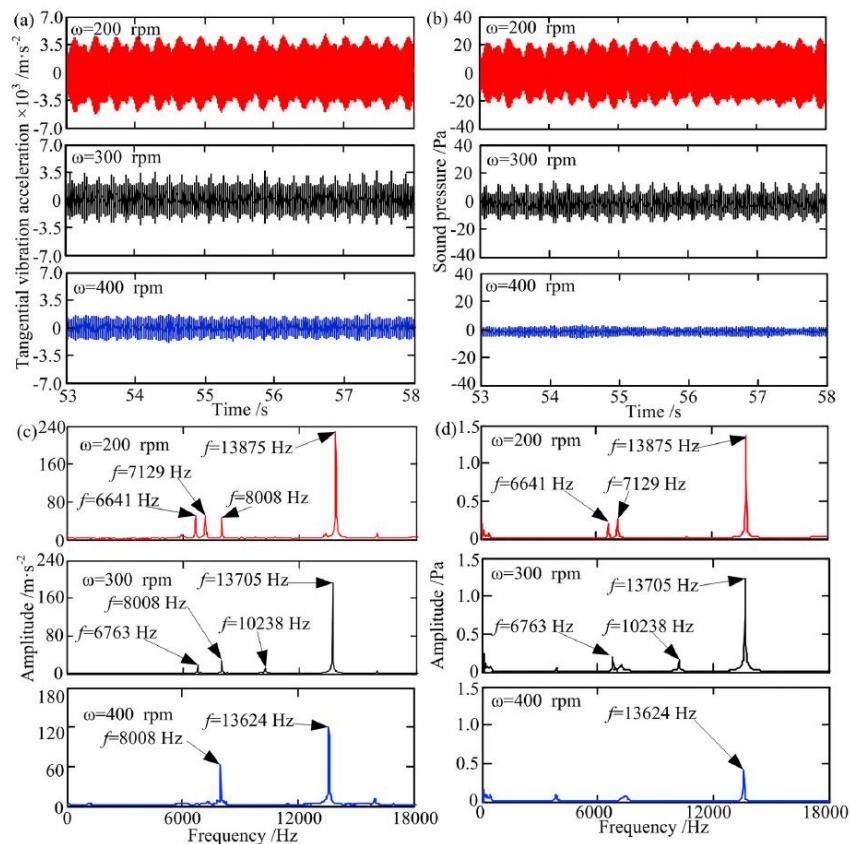 (a)
Tangential vibration acceleration ×10³ /m·s⁻²
7.0
ω=200 rpm
3.5
0
-3.5
-7.0
7.0
ω=300 rpm
3.5
0
-3.5
-7.0
7.0
ω=400 rpm
3.5
0
-3.5
-7.0
53 54 55 56 57 58
Time /s
(b)
Sound pressure /Pa
40
ω=200 rpm
20
0
-20
-40
40
ω=300 rpm
20
0
-20
-40
40
ω=400 rpm
20
0
-20
-40
53 54 55 56 57 58
Time /s
(c)
Amplitude /m·s⁻²
240
ω=200 rpm
f=13875 Hz
160
f=7129 Hz
f=6641 Hz
f=8008 Hz
80
0
240
ω=300 rpm
f=13705 Hz
160
f=8008 Hz
f=6763 Hz
f=10238 Hz
80
0
180
ω=400 rpm
f=13624 Hz
120
f=8008 Hz
60
0
0 6000 12000 18000
Frequency /Hz
(d)
Amplitude /Pa
1.5
ω=200 rpm
f=13875 Hz
1.0
f=6641 Hz
f=7129 Hz
0.5
0
1.5
ω=300 rpm
f=13705 Hz
1.0
f=6763 Hz
f=10238 Hz
0.5
0
1.5
ω=400 rpm
f=13624 Hz
1.0
0.5
0
0 6000 12000 18000
Frequency /Hz